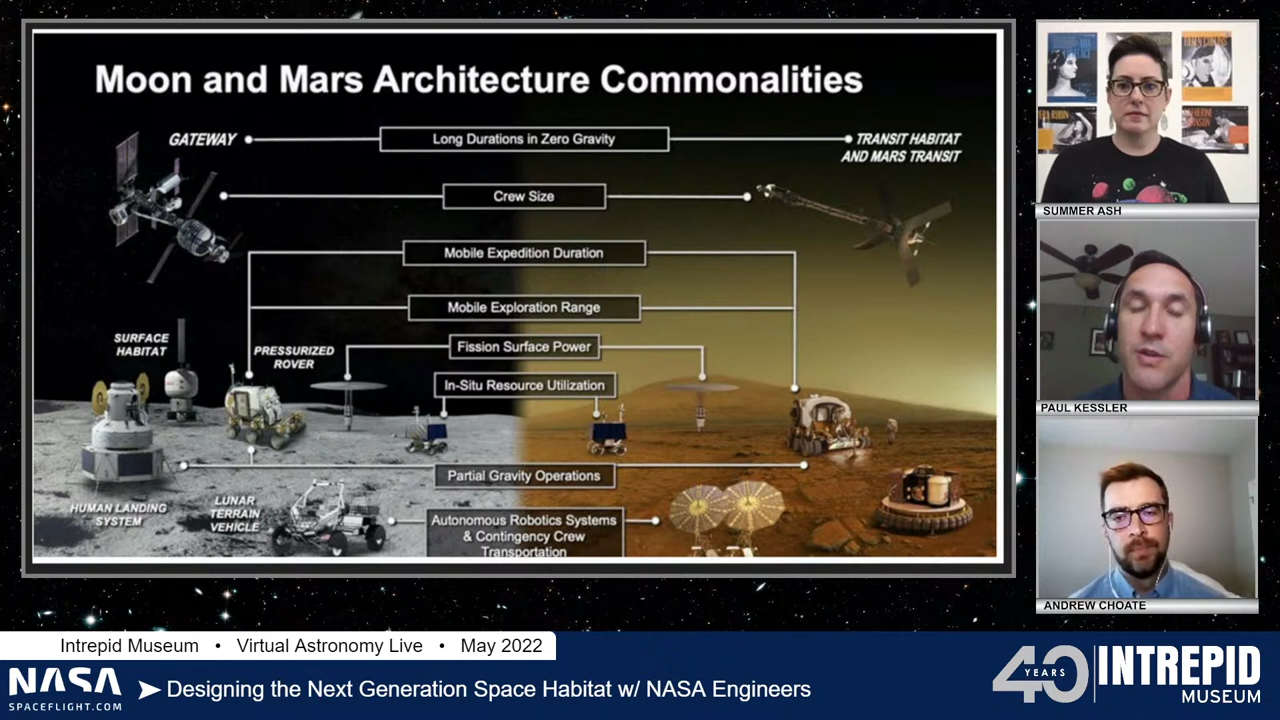 Moon and Mars Architecture Commonalities
GATEWAY
Long Durations in Zero Gravity
TRANSIT HABITAT
AND MARS TRANSIT
Crew Size
Mobile Expedition Duration
Mobile Exploration Range
SURFACE
HABITAT
PRESSURIZED
ROVER
Fission Surface Power
In-Situ Resource Utilization
Partial Gravity Operations
HUMAN LANDING
SYSTEM
LUNAR
TERRAIN
VEHICLE
Autonomous Robotics Systems
& Contingency Crew
Transportation
SUMMER ASH
PAUL KESSLER
ANDREW CHOATE
Intrepid Museum • Virtual Astronomy Live • May 2022
NASA
SPACEFLIGHT.COM
Designing the Next Generation Space Habitat w/ NASA Engineers
40
YEARS
INTREPID
MUSEUM